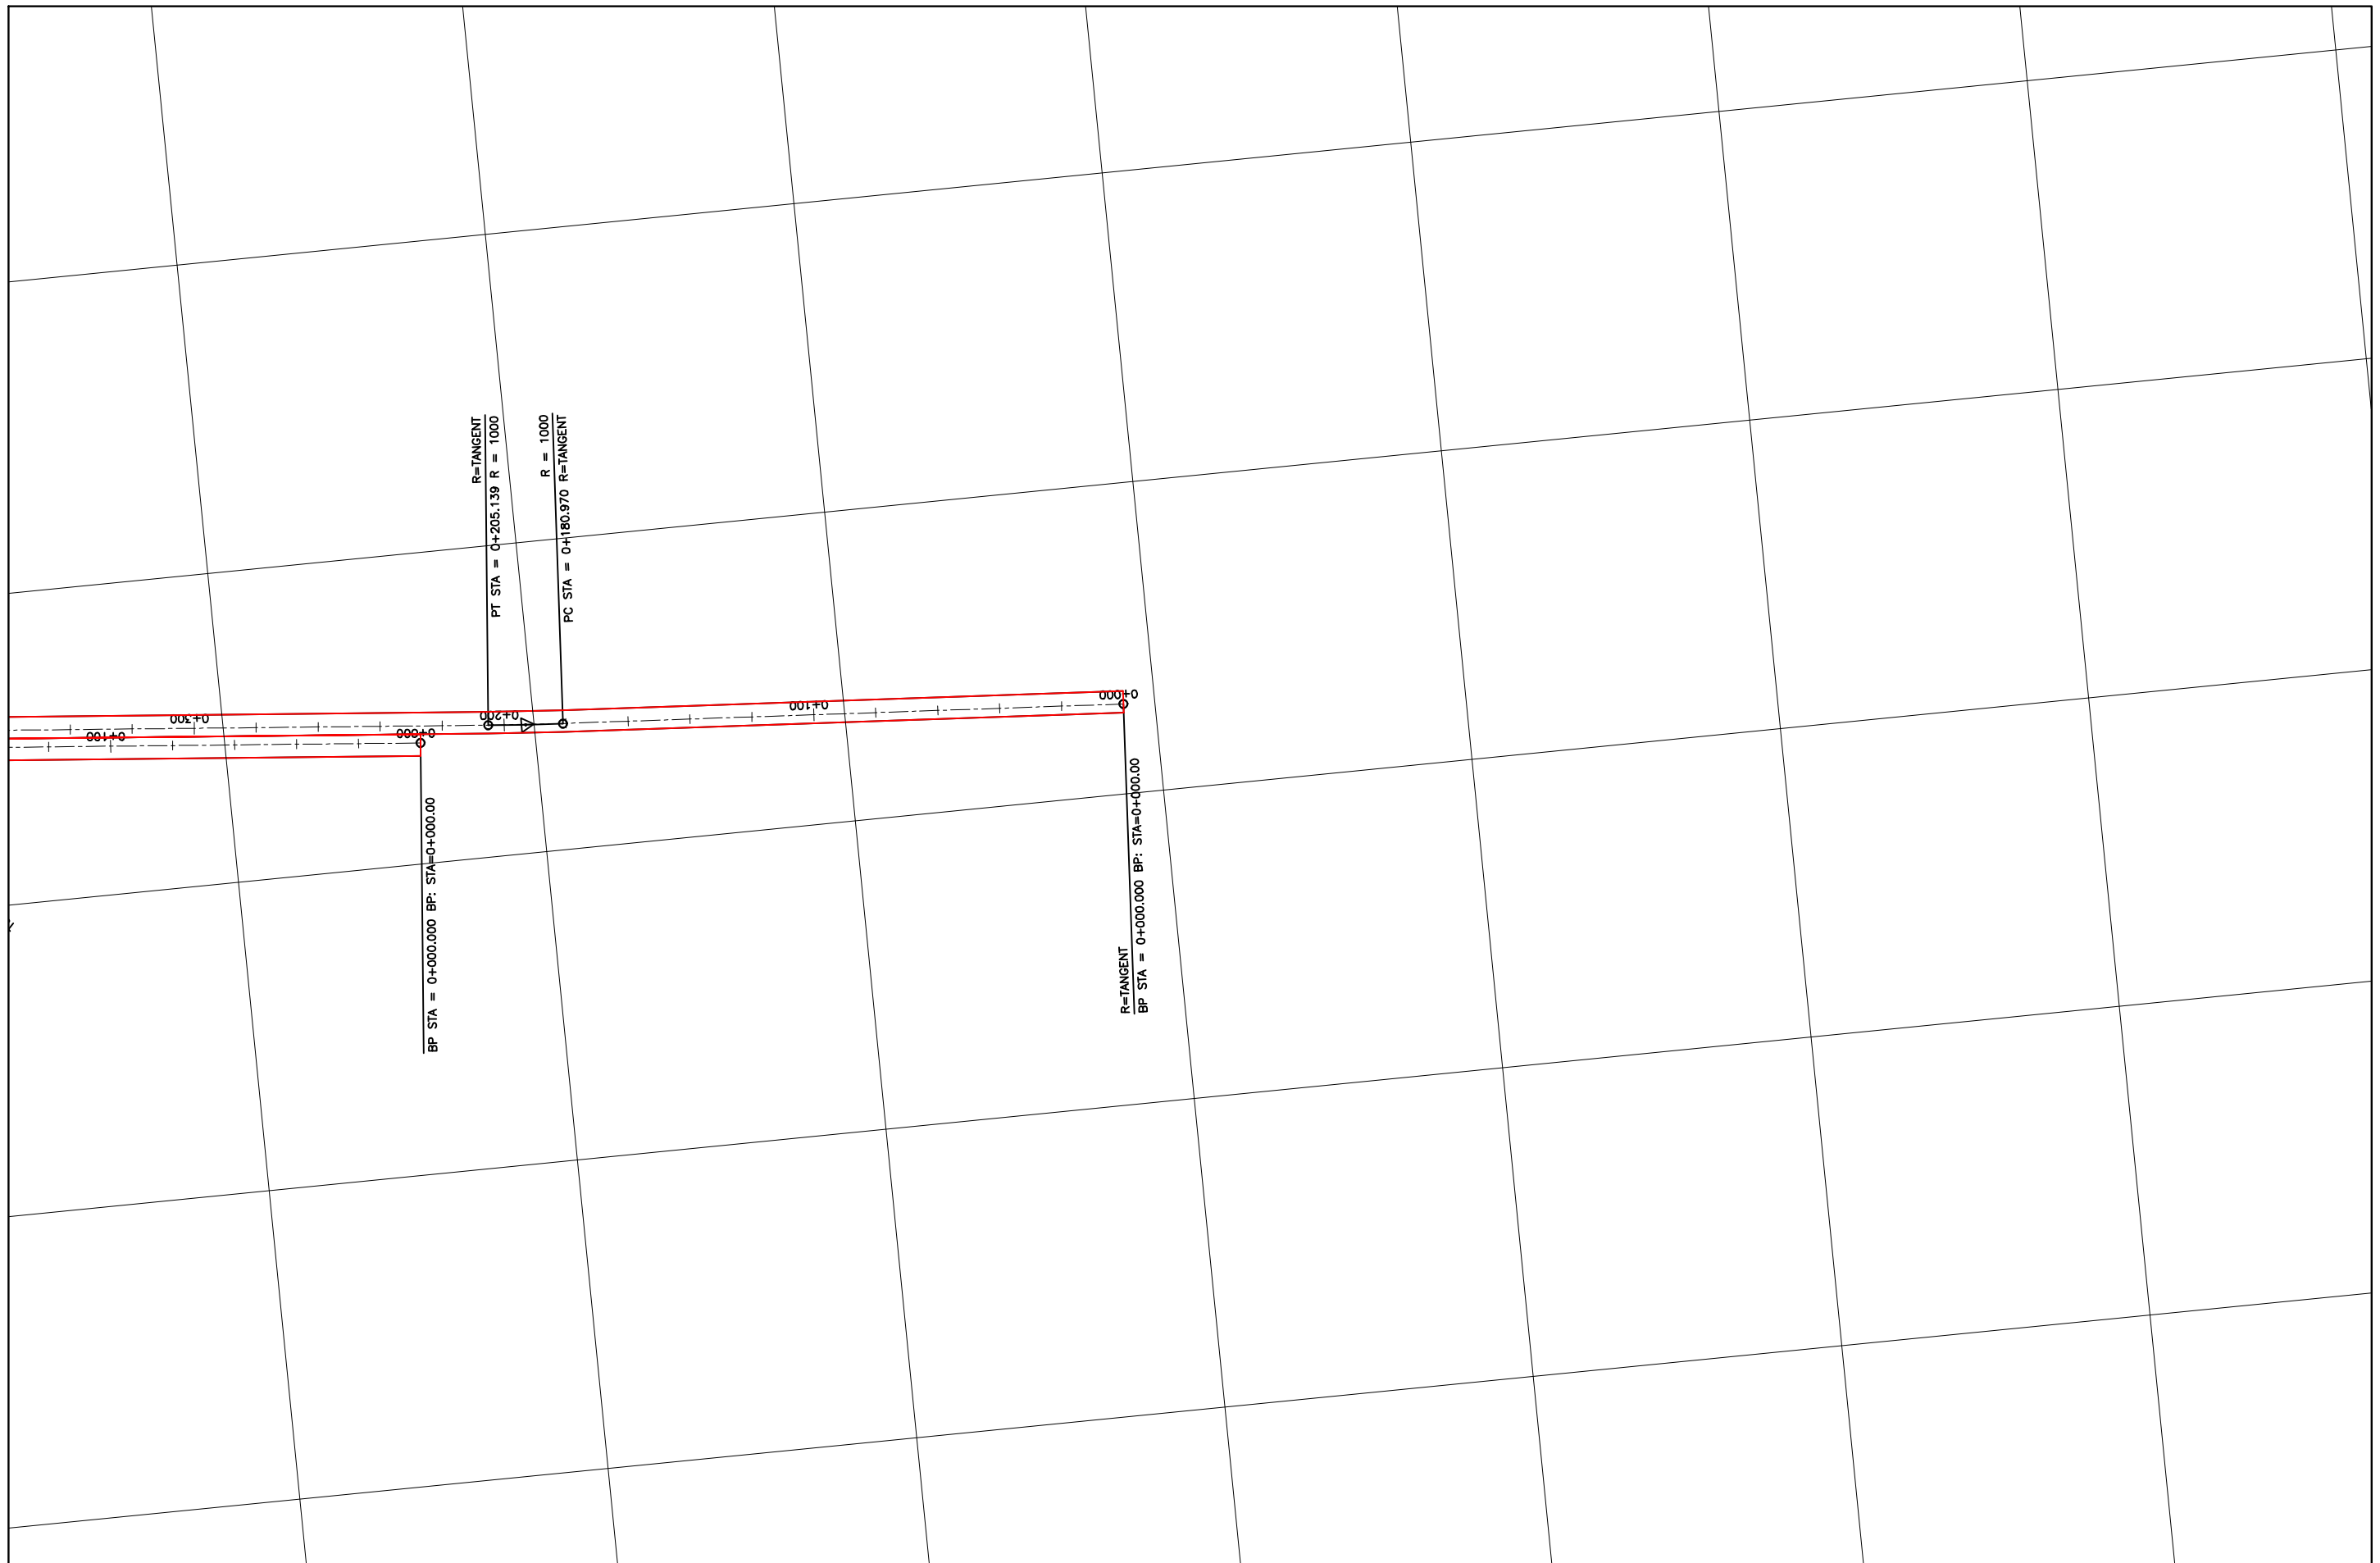 R=TANGENT
PT STA = 0+205.139 R = 1000
R = 1000
PC STA = 0+180.970 R=TANGENT
0+300
0+200
0+100
0+000
0+100
0+000
BP STA = 0+000.000 BP: STA=0+000.00
R=TANGENT
BP STA = 0+000.000 BP: STA=0+000.00